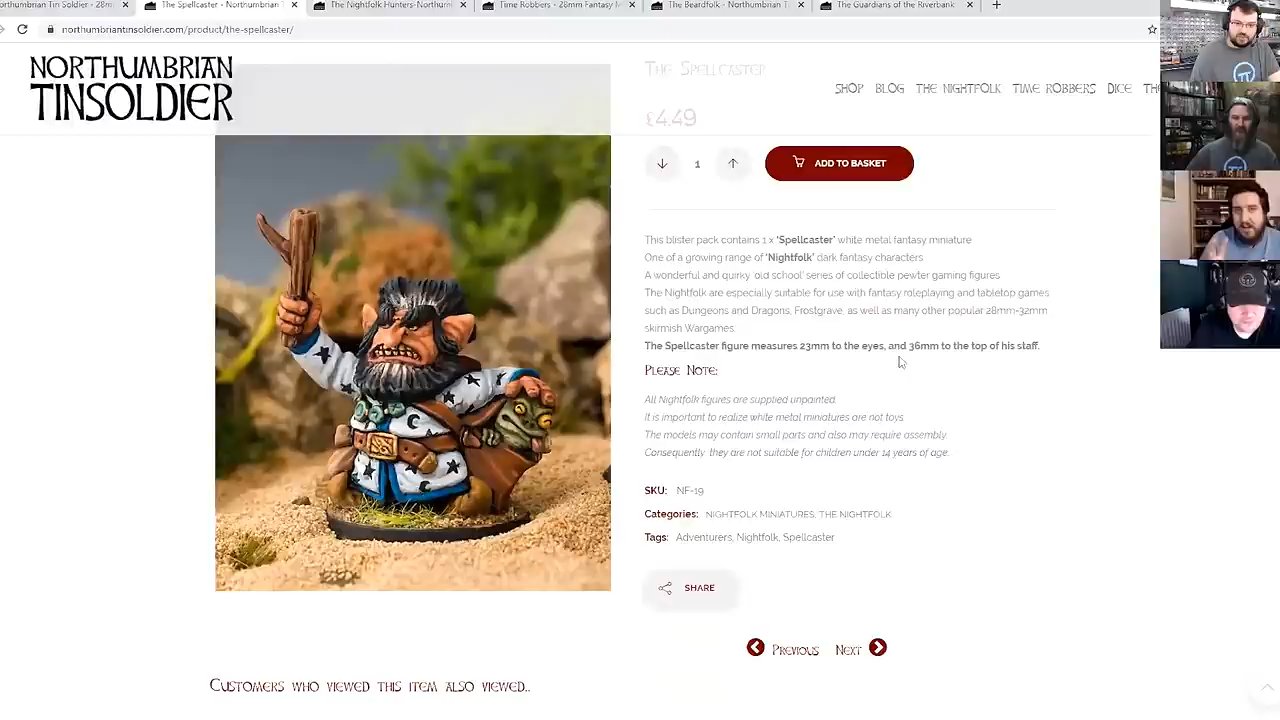 orthumbrian Tin Soldier - 28m
The Spellcaster - Northumbrian T
The Nightfolk Hunters-Northum
Time Robbers - 28mm Fantasy M
The Beardfolk - Northumbrian T
The Guardians of the Riverbank
northumbriantinsoldier.com/product/the-spellcaster/
NORTHUMBRIAN
TINSOLDIER
The Spellcaster
SHOP BLOG THE NIGHTFOLK TIME ROBBERS DICE TH
£4.49
1
ADD TO BASKET
This blister pack contains 1 x 'Spellcaster' white metal fantasy miniature
One of a growing range of 'Nightfolk' dark fantasy characters
A wonderful and quirky 'old school' series of collectible pewter gaming figures
The Nightfolk are especially suitable for use with fantasy roleplaying and tabletop games
such as Dungeons and Dragons, Frostgrave, as well as many other popular 28mm-32mm
skirmish Wargames
The Spellcaster figure measures 23mm to the eyes, and 36mm to the top of his staff.
Please Note:
All Nightfolk figures are supplied unpainted.
It is important to realize white metal miniatures are not toys.
The models may contain small parts and also may require assembly.
Consequently they are not suitable for children under 14 years of age.
SKU: NF-19
Categories: NIGHTFOLK MINIATURES, THE NIGHTFOLK
Tags: Adventurers, Nightfolk, Spellcaster
SHARE
Previous Next
Customers who viewed this item also viewed..